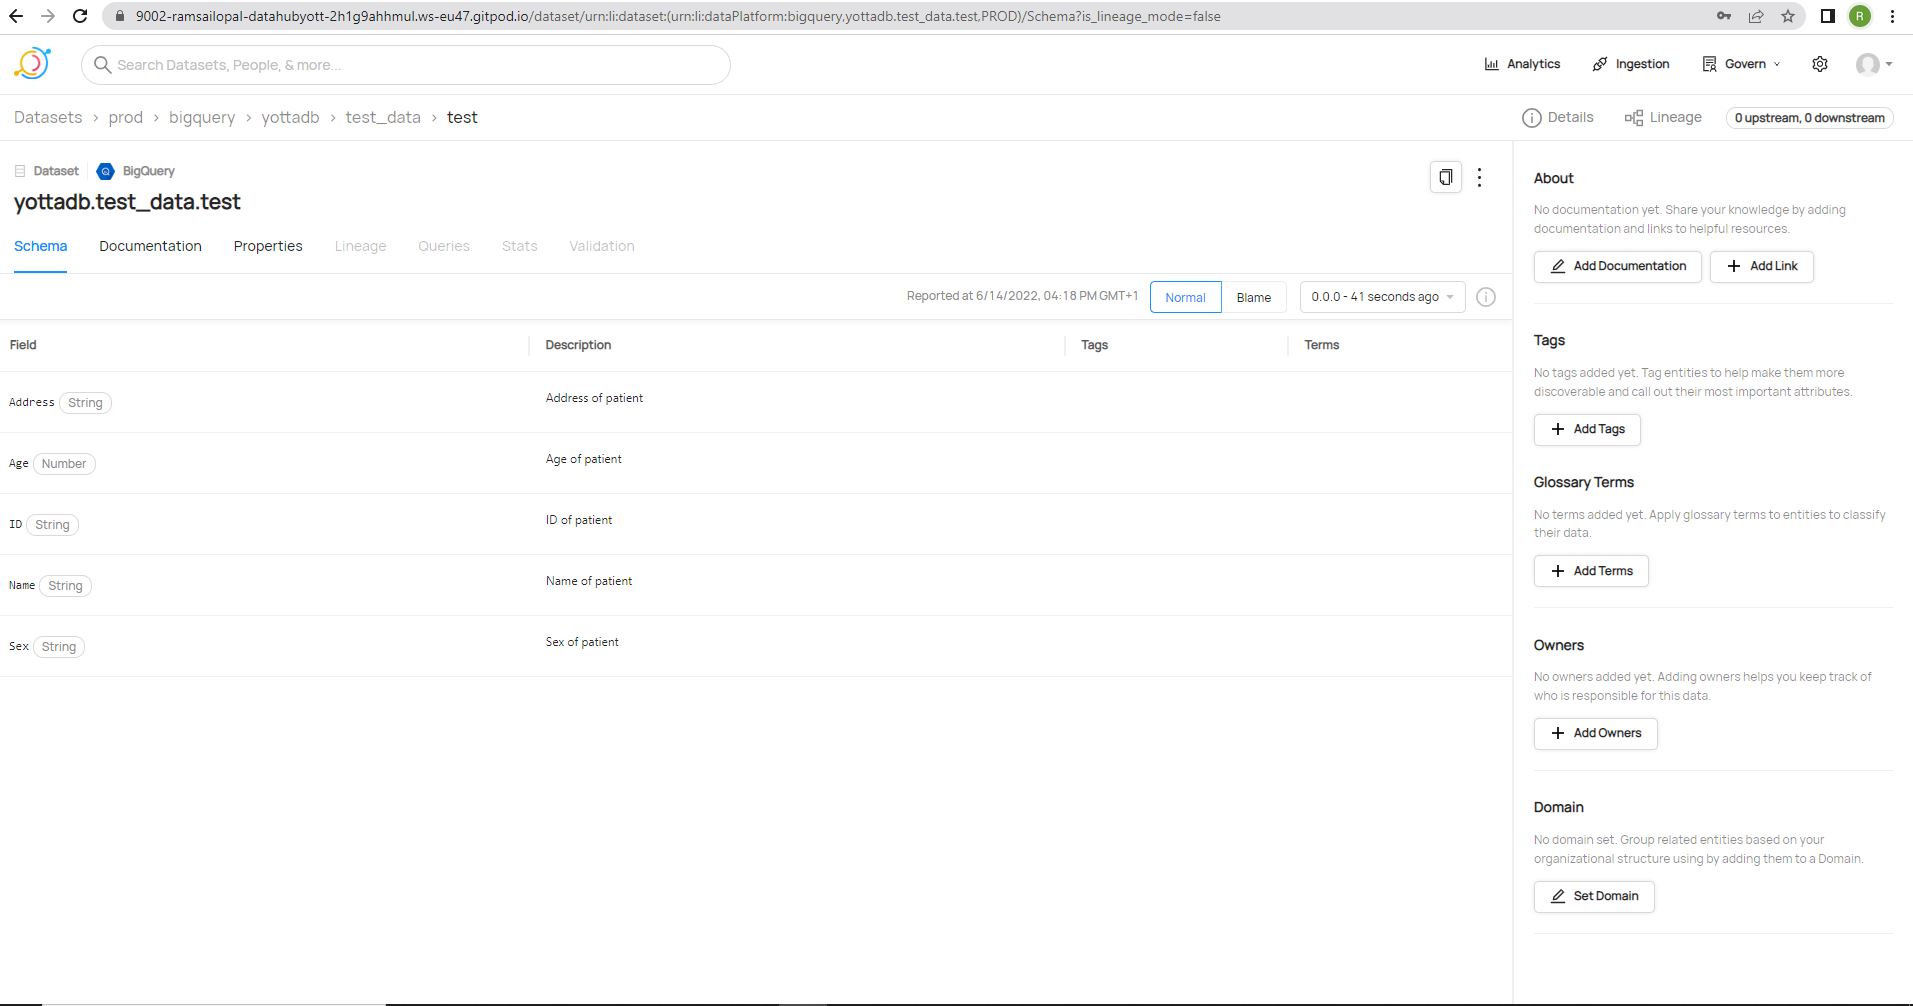 9002-ramsailopal-datahubyott-2h1g9ahhmul.ws-eu47.gitpod.io/dataset/urn:li:dataset:(urn:li:dataPlatform:bigquery,yottadb.test_data.test,PROD)/Schema?is_lineage_mode=false
R
Search Datasets, People, & more...
Analytics
Ingestion
Govern
Datasets > prod > bigquery > yottadb > test_data > test
Details
Lineage
0 upstream, 0 downstream
Dataset
BigQuery
yottadb.test_data.test
Schema Documentation Properties Lineage Queries Stats Validation
Reported at 6/14/2022, 04:18 PM GMT+1
Normal
Blame
0.0.0 - 41 seconds ago
Field Description Tags Terms
Address String Address of patient
Age Number Age of patient
ID String ID of patient
Name String Name of patient
Sex String Sex of patient
About
No documentation yet. Share your knowledge by adding
documentation and links to helpful resources.
Add Documentation
Add Link
Tags
No tags added yet. Tag entities to help make them more
discoverable and call out their most important attributes.
Add Tags
Glossary Terms
No terms added yet. Apply glossary terms to entities to classify
their data.
Add Terms
Owners
No owners added yet. Adding owners helps you keep track of
who is responsible for this data.
Add Owners
Domain
No domain set. Group related entities based on your
organizational structure using by adding them to a Domain.
Set Domain